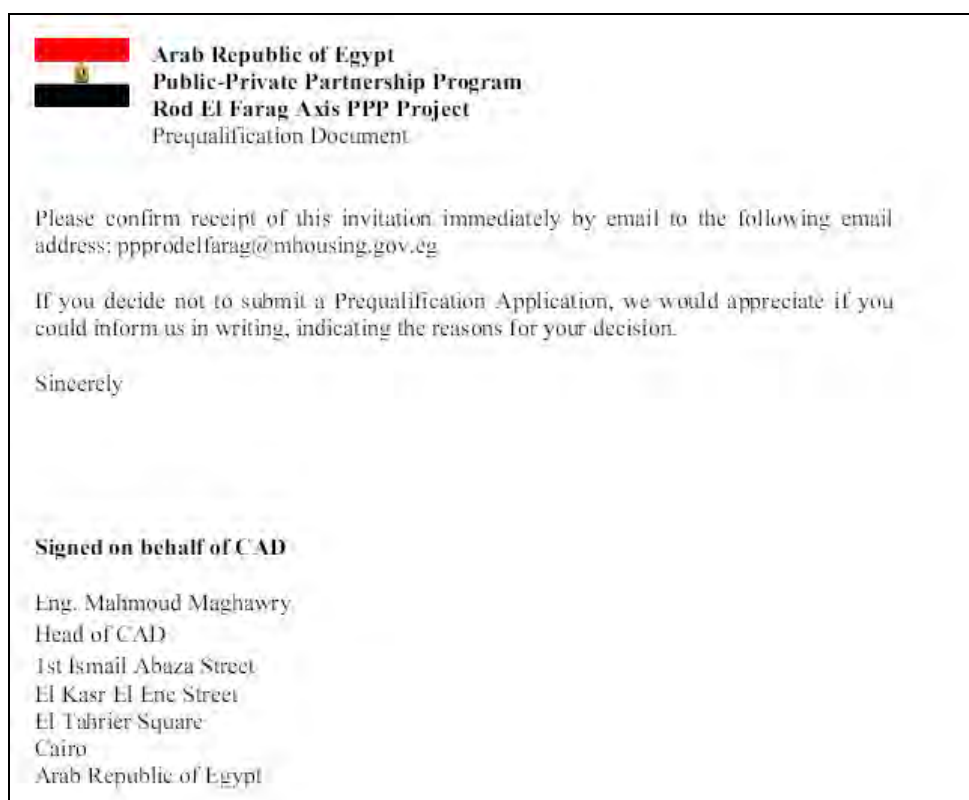 Arab Republic of Egypt
Public-Private Partnership Program
Rod El Farag Axis PPP Project
Prequalification Document
Please confirm receipt of this invitation immediately by email to the following email
address: ppprodelfarag@mhousing.gov.eg
If you decide not to submit a Prequalification Application, we would appreciate if you
could inform us in writing, indicating the reasons for your decision.
Sincerely
Signed on behalf of CAD
Eng. Mahmoud Maghawry
Head of CAD
1st Ismail Abaza Street
El Kasr El Ene Street
El Tahrier Square
Cairo
Arab Republic of Egypt